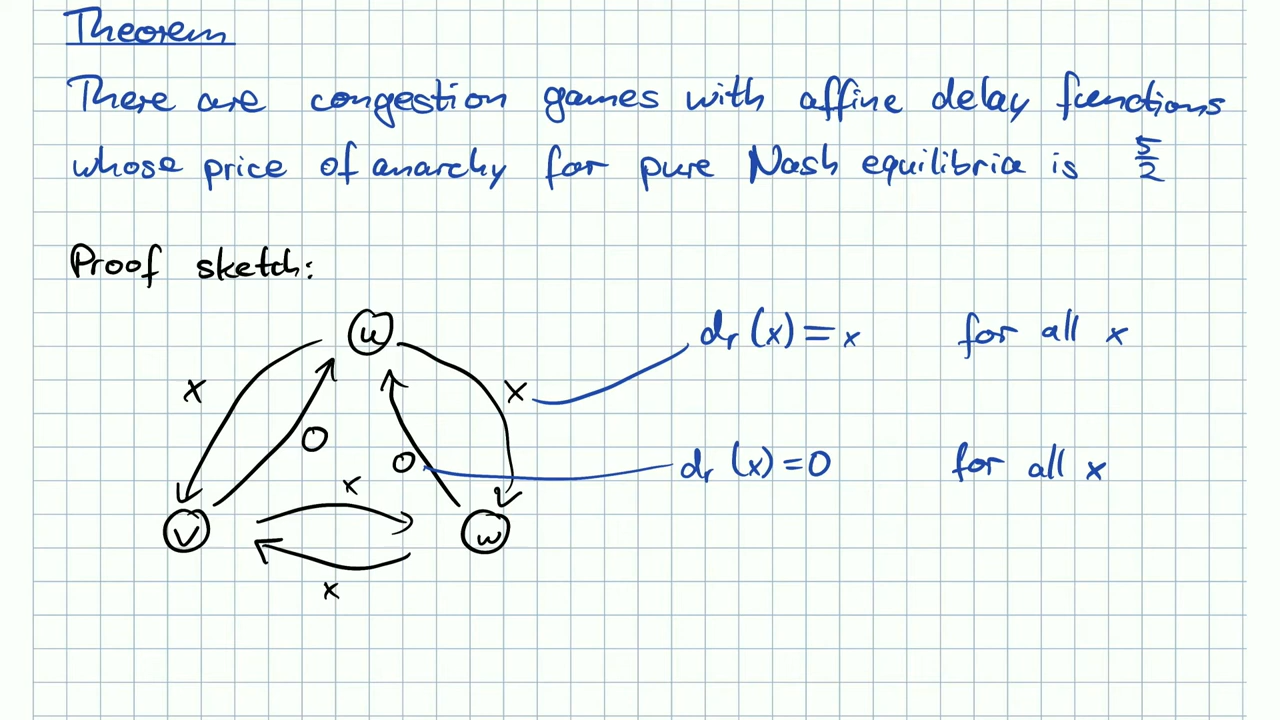 Theorem
There are congestion games with affine delay functions
whose price of anarchy for pure Nash equilibria is 5/2
Proof sketch:
u
dᵣ(x) = x for all x
x
x
0
0
dᵣ(x) = 0 for all x
x
v
w
x